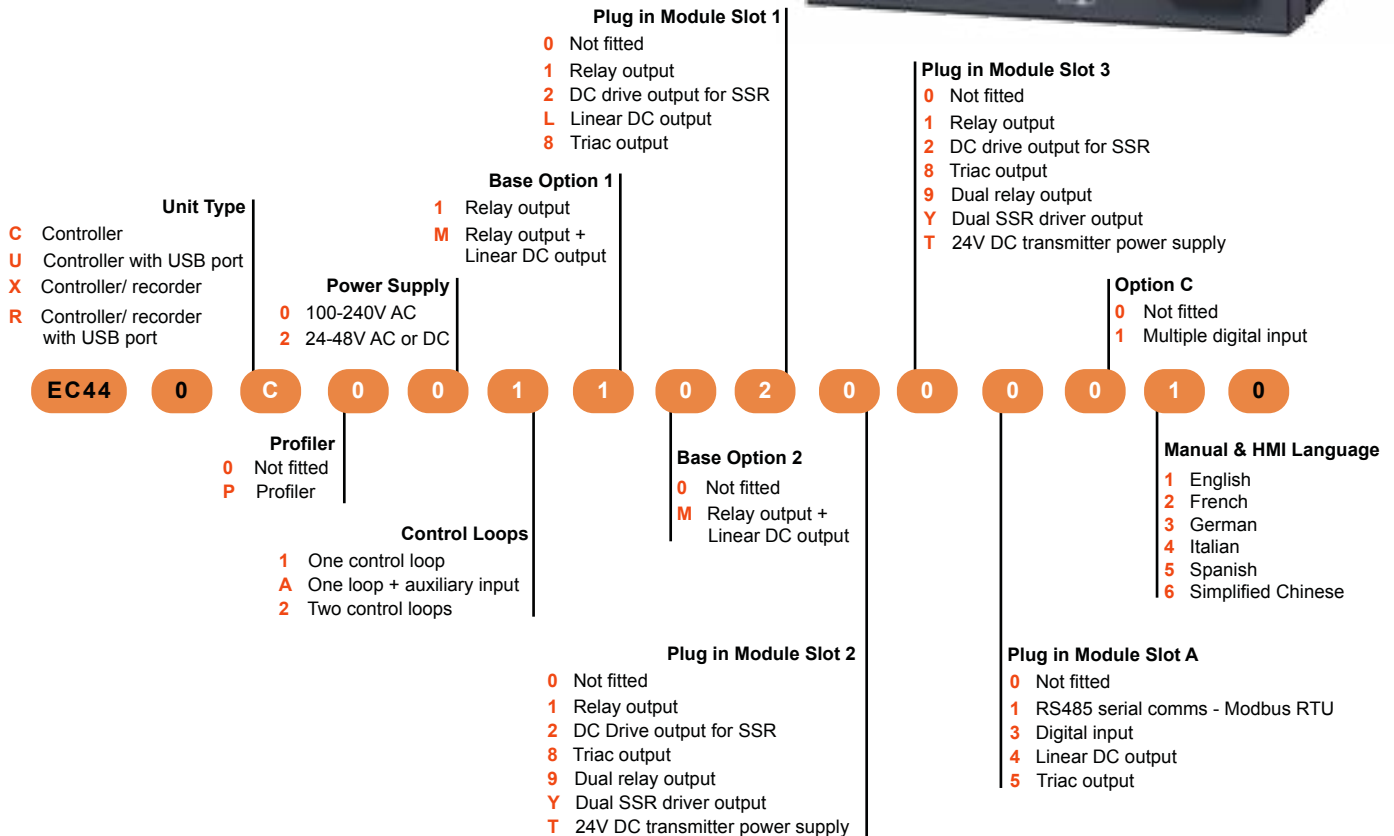 Plug in Module Slot 1
0 Not fitted
1 Relay output
2 DC drive output for SSR
L Linear DC output
8 Triac output
Plug in Module Slot 3
0 Not fitted
1 Relay output
2 DC drive output for SSR
8 Triac output
9 Dual relay output
Y Dual SSR driver output
T 24V DC transmitter power supply
Base Option 1
1 Relay output
M Relay output +
Linear DC output
Unit Type
C Controller
U Controller with USB port
X Controller/ recorder
R Controller/ recorder
with USB port
Power Supply
0 100-240V AC
2 24-48V AC or DC
Option C
0 Not fitted
1 Multiple digital input
EC44 0 C 0 0 1 1 0 2 0 0 0 0 1 0
Profiler
0 Not fitted
P Profiler
Control Loops
1 One control loop
A One loop + auxiliary input
2 Two control loops
Base Option 2
0 Not fitted
M Relay output +
Linear DC output
Manual & HMI Language
1 English
2 French
3 German
4 Italian
5 Spanish
6 Simplified Chinese
Plug in Module Slot 2
0 Not fitted
1 Relay output
2 DC Drive output for SSR
8 Triac output
9 Dual relay output
Y Dual SSR driver output
T 24V DC transmitter power supply
Plug in Module Slot A
0 Not fitted
1 RS485 serial comms - Modbus RTU
3 Digital input
4 Linear DC output
5 Triac output